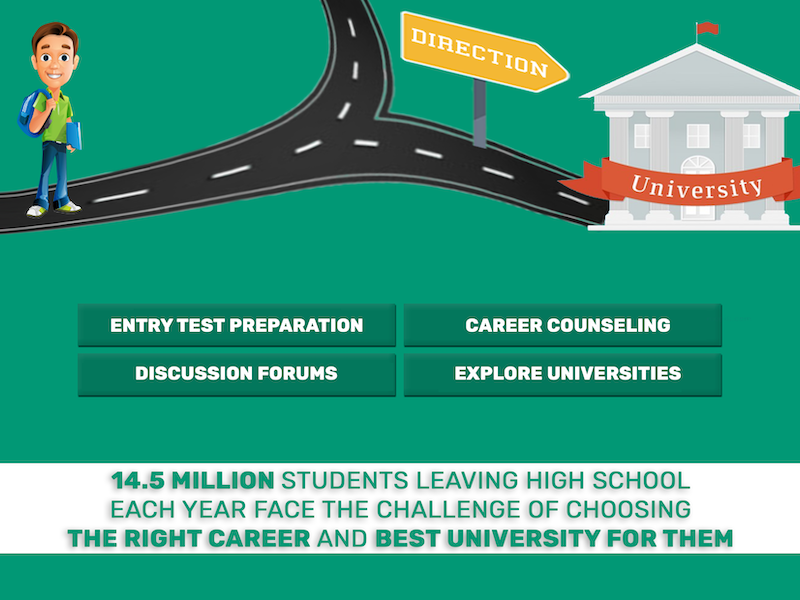 DIRECTION
University
ENTRY TEST PREPARATION
CAREER COUNSELING
DISCUSSION FORUMS
EXPLORE UNIVERSITIES
14.5 MILLION STUDENTS LEAVING HIGH SCHOOL
EACH YEAR FACE THE CHALLENGE OF CHOOSING
THE RIGHT CAREER AND BEST UNIVERSITY FOR THEM